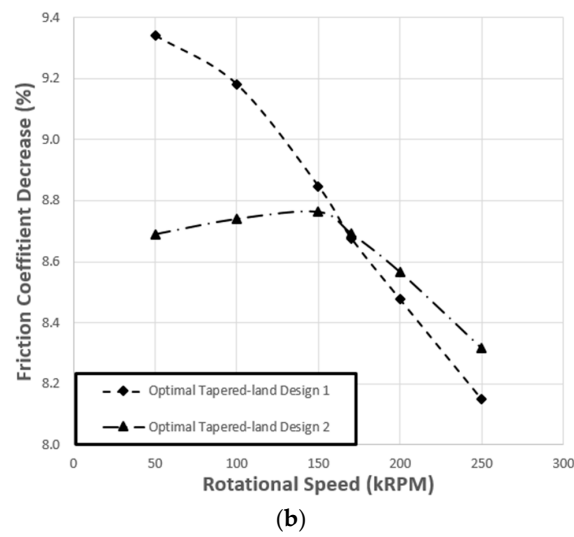 9.4
9.2
9.0
8.8
8.6
8.4
8.2
8.0
Friction Coeffitient Decrease (%)
Optimal Tapered-land Design 1
Optimal Tapered-land Design 2
0 50 100 150 200 250 300
Rotational Speed (kRPM)
(b)